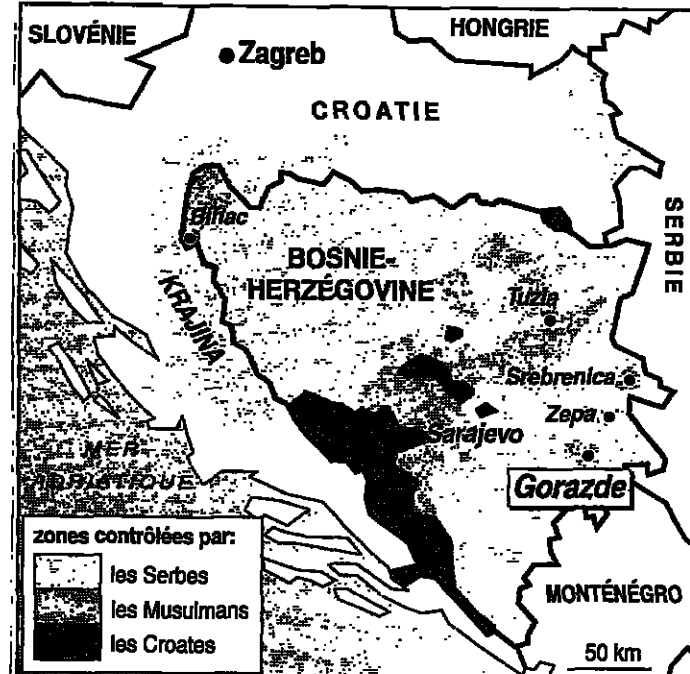 SLOVÉNIE
HONGRIE
Zagreb
CROATIE
SERBIE
Bihac
BOSNIE-
HERZÉGOVINE
KRAJINA
Tuzla
Srebrenica
Zepa
Sarajevo
Gorazde
MER
ADRIATIQUE
MONTÉNÉGRO
zones contrôlées par:
les Serbes
les Musulmans
les Croates
50 km